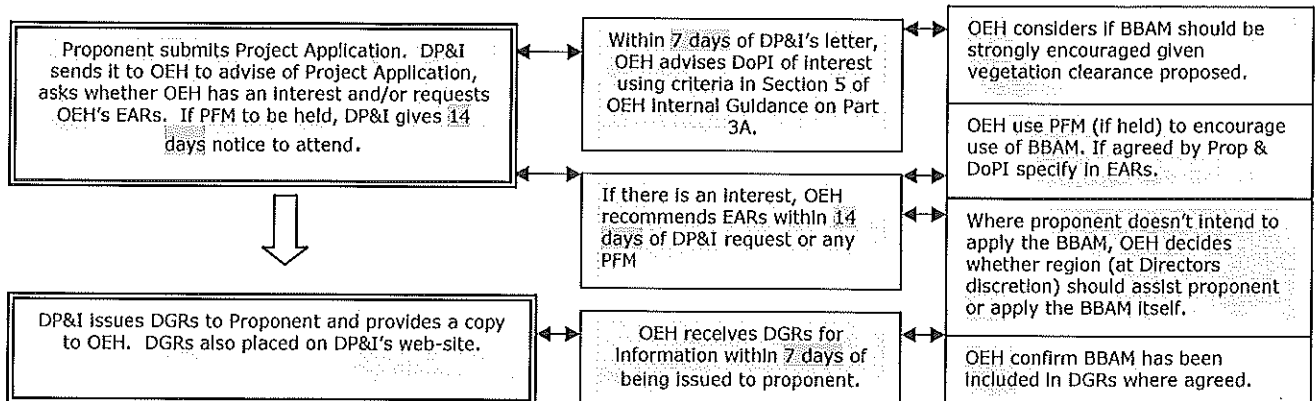 Proponent submits Project Application. DP&I
sends it to OEH to advise of Project Application,
asks whether OEH has an interest and/or requests
OEH's EARs. If PFM to be held, DP&I gives 14
days notice to attend.
Within 7 days of DP&I's letter,
OEH advises DoPI of interest
using criteria in Section 5 of
OEH Internal Guidance on Part
3A.
OEH considers if BBAM should be
strongly encouraged given
vegetation clearance proposed.
OEH use PFM (if held) to encourage
use of BBAM. If agreed by Prop &
DoPI specify in EARs.
If there is an interest, OEH
recommends EARs within 14
days of DP&I request or any
PFM
Where proponent doesn't intend to
apply the BBAM, OEH decides
whether region (at Directors
discretion) should assist proponent
or apply the BBAM itself.
DP&I issues DGRs to Proponent and provides a copy
to OEH. DGRs also placed on DP&I's web-site.
OEH receives DGRs for
information within 7 days of
being issued to proponent.
OEH confirm BBAM has been
included in DGRs where agreed.